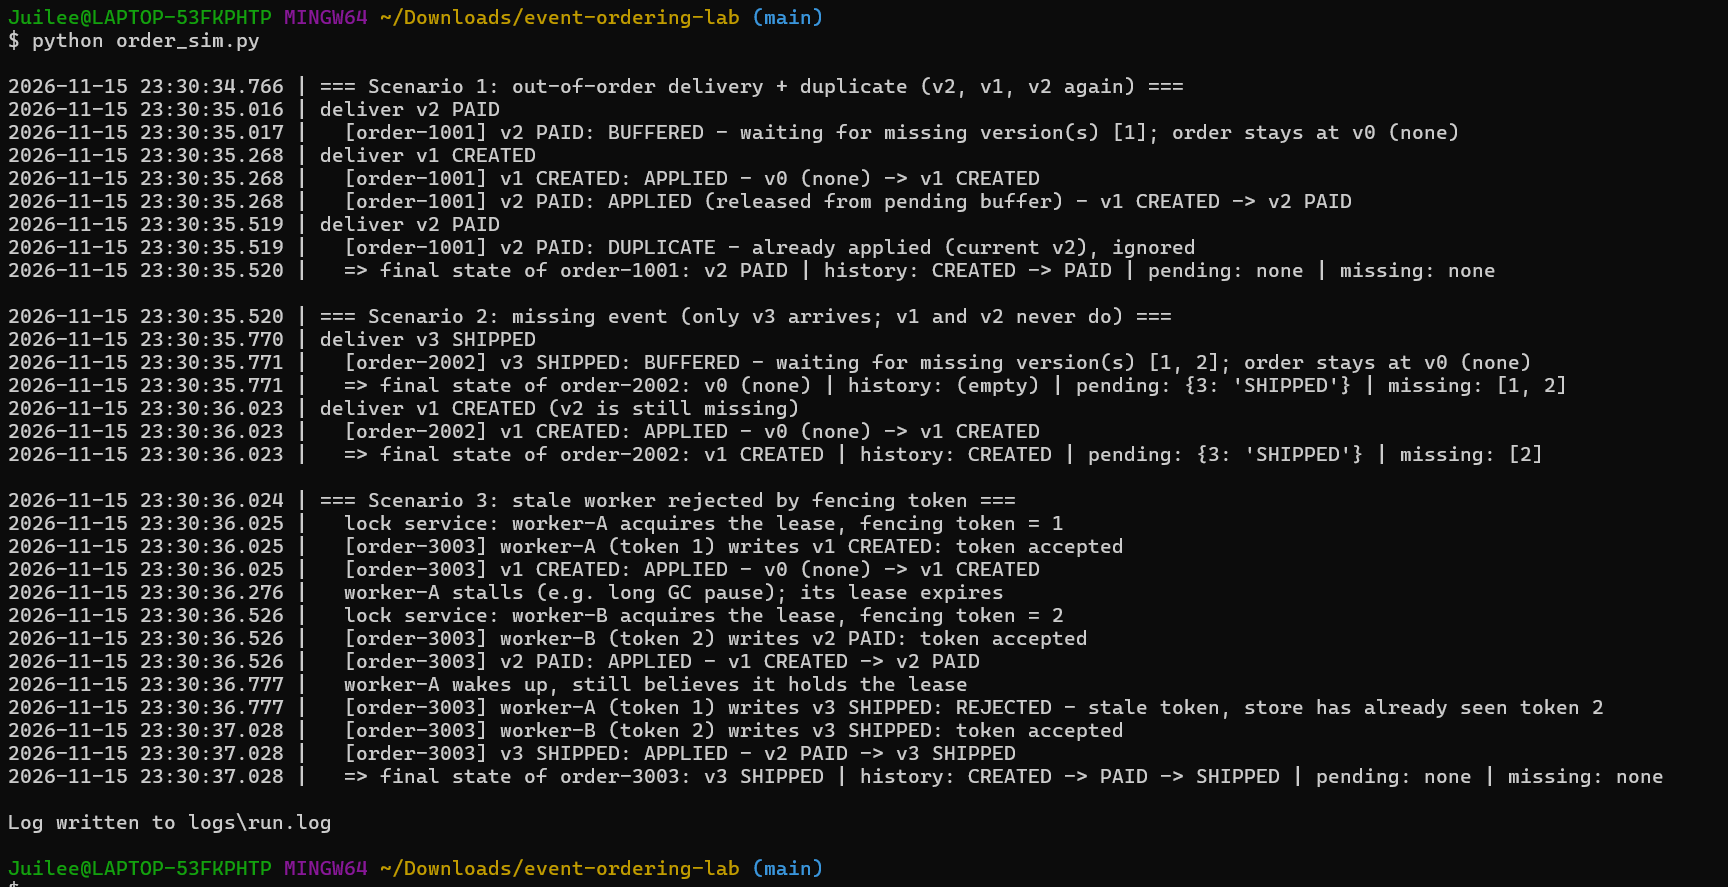 Juilee@LAPTOP-53FKPHTP MINGW64 ~/Downloads/event-ordering-lab (main)
$ python order_sim.py
2026-11-15 23:30:34.766 | === Scenario 1: out-of-order delivery + duplicate (v2, v1, v2 again) ===
2026-11-15 23:30:35.016 | deliver v2 PAID
2026-11-15 23:30:35.017 |   [order-1001] v2 PAID: BUFFERED - waiting for missing version(s) [1]; order stays at v0 (none)
2026-11-15 23:30:35.268 | deliver v1 CREATED
2026-11-15 23:30:35.268 |   [order-1001] v1 CREATED: APPLIED - v0 (none) -> v1 CREATED
2026-11-15 23:30:35.268 |   [order-1001] v2 PAID: APPLIED (released from pending buffer) - v1 CREATED -> v2 PAID
2026-11-15 23:30:35.519 | deliver v2 PAID
2026-11-15 23:30:35.519 |   [order-1001] v2 PAID: DUPLICATE - already applied (current v2), ignored
2026-11-15 23:30:35.520 |   => final state of order-1001: v2 PAID | history: CREATED -> PAID | pending: none | missing: none
2026-11-15 23:30:35.520 | === Scenario 2: missing event (only v3 arrives; v1 and v2 never do) ===
2026-11-15 23:30:35.770 | deliver v3 SHIPPED
2026-11-15 23:30:35.771 |   [order-2002] v3 SHIPPED: BUFFERED - waiting for missing version(s) [1, 2]; order stays at v0 (none)
2026-11-15 23:30:35.771 |   => final state of order-2002: v0 (none) | history: (empty) | pending: {3: 'SHIPPED'} | missing: [1, 2]
2026-11-15 23:30:36.023 | deliver v1 CREATED (v2 is still missing)
2026-11-15 23:30:36.023 |   [order-2002] v1 CREATED: APPLIED - v0 (none) -> v1 CREATED
2026-11-15 23:30:36.023 |   => final state of order-2002: v1 CREATED | history: CREATED | pending: {3: 'SHIPPED'} | missing: [2]
2026-11-15 23:30:36.024 | === Scenario 3: stale worker rejected by fencing token ===
2026-11-15 23:30:36.025 |   lock service: worker-A acquires the lease, fencing token = 1
2026-11-15 23:30:36.025 |   [order-3003] worker-A (token 1) writes v1 CREATED: token accepted
2026-11-15 23:30:36.025 |   [order-3003] v1 CREATED: APPLIED - v0 (none) -> v1 CREATED
2026-11-15 23:30:36.276 |   worker-A stalls (e.g. long GC pause); its lease expires
2026-11-15 23:30:36.526 |   lock service: worker-B acquires the lease, fencing token = 2
2026-11-15 23:30:36.526 |   [order-3003] worker-B (token 2) writes v2 PAID: token accepted
2026-11-15 23:30:36.526 |   [order-3003] v2 PAID: APPLIED - v1 CREATED -> v2 PAID
2026-11-15 23:30:36.777 |   worker-A wakes up, still believes it holds the lease
2026-11-15 23:30:36.777 |   [order-3003] worker-A (token 1) writes v3 SHIPPED: REJECTED - stale token, store has already seen token 2
2026-11-15 23:30:37.028 |   [order-3003] worker-B (token 2) writes v3 SHIPPED: token accepted
2026-11-15 23:30:37.028 |   [order-3003] v3 SHIPPED: APPLIED - v2 PAID -> v3 SHIPPED
2026-11-15 23:30:37.028 |   => final state of order-3003: v3 SHIPPED | history: CREATED -> PAID -> SHIPPED | pending: none | missing: none
Log written to logs\run.log
Juilee@LAPTOP-53FKPHTP MINGW64 ~/Downloads/event-ordering-lab (main)
$